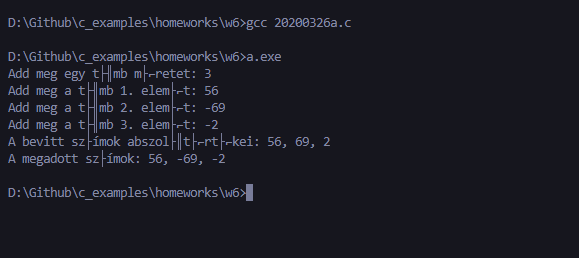 D:\Github\c_examples\homeworks\w6>gcc 20200326a.c
D:\Github\c_examples\homeworks\w6>a.exe
Add meg egy t├║mb m├⌐retet: 3
Add meg a t├║mb 1. elem├⌐t: 56
Add meg a t├║mb 2. elem├⌐t: -69
Add meg a t├║mb 3. elem├⌐t: -2
A bevitt sz├ímok abszol├║t├⌐rt├⌐kei: 56, 69, 2
A megadott sz├ímok: 56, -69, -2
D:\Github\c_examples\homeworks\w6>